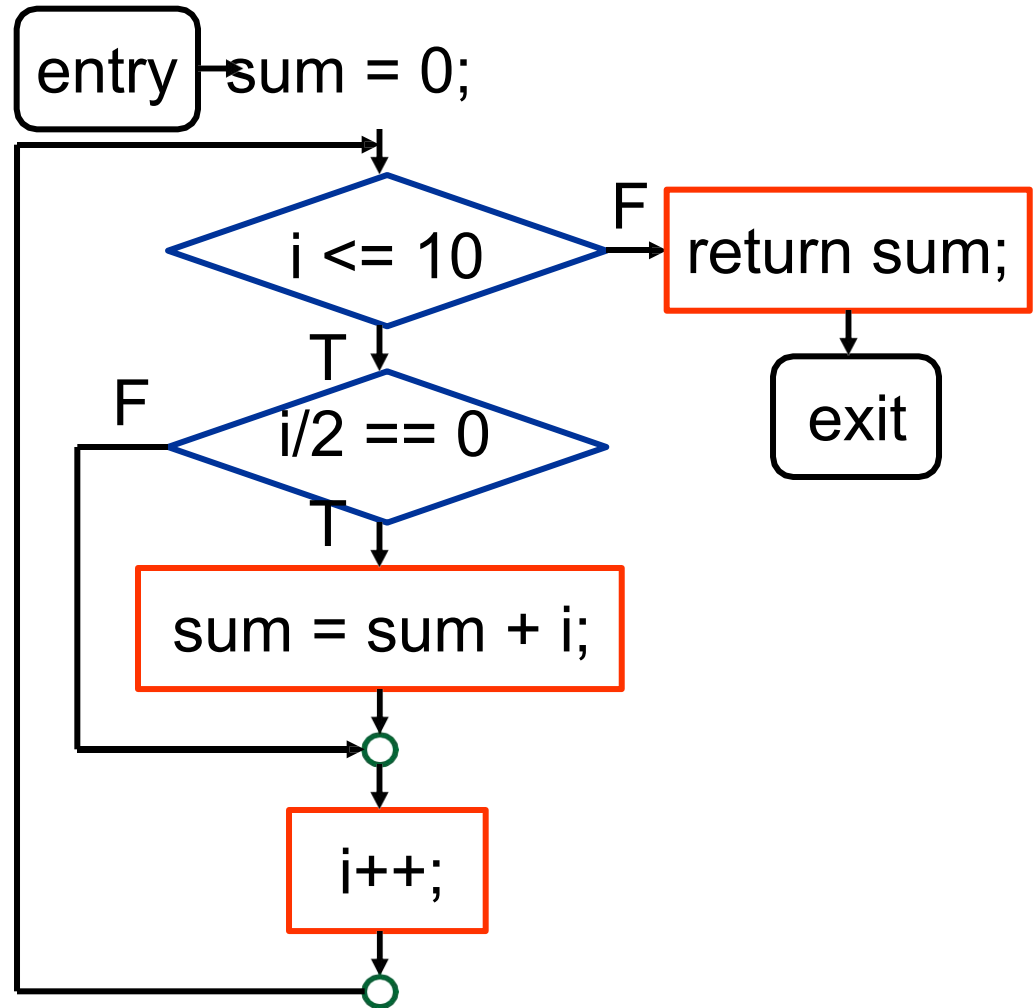 entry
sum = 0;
i <= 10
F
return sum;
T
exit
F
i/2 == 0
T
sum = sum + i;
i++;